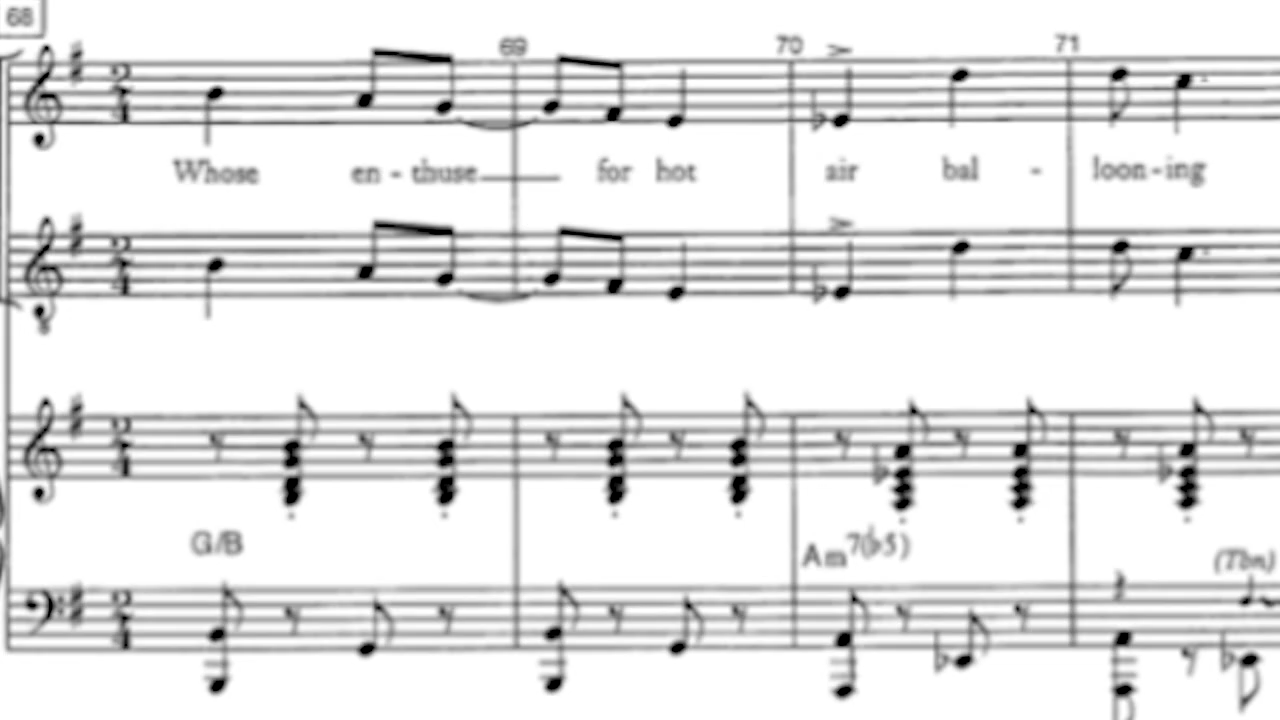 68
69 70 71
Whose en - thuse for hot air bal - loon - ing
G/B Am7(♭5) (Tbn)